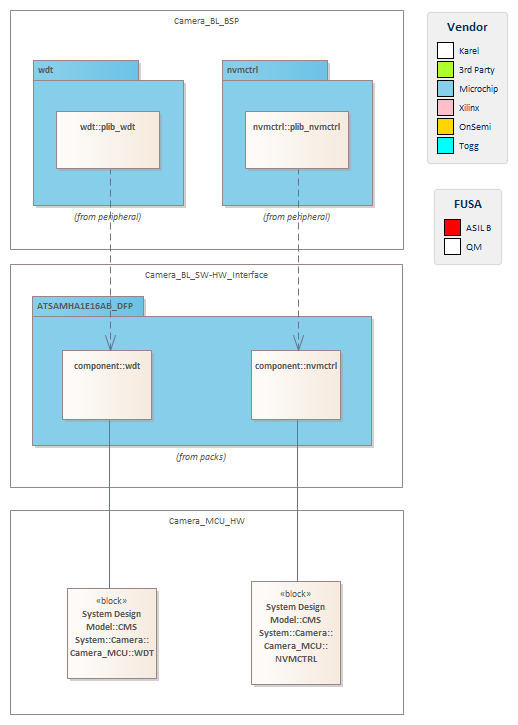 Camera_BL_BSP
wdt
nvmctrl
wdt::plib_wdt
nvmctrl::plib_nvmctrl
(from peripheral)
(from peripheral)
Camera_BL_SW-HW_Interface
ATSAMHA1E16AB_DFP
component::wdt
component::nvmctrl
(from packs)
Camera_MCU_HW
«block»
System Design
Model::CMS
System::Camera::
Camera_MCU::WDT
«block»
System Design
Model::CMS
System::Camera::
Camera_MCU::
NVMCTRL
Vendor
Karel
3rd Party
Microchip
Xilinx
OnSemi
Togg
FUSA
ASIL B
QM